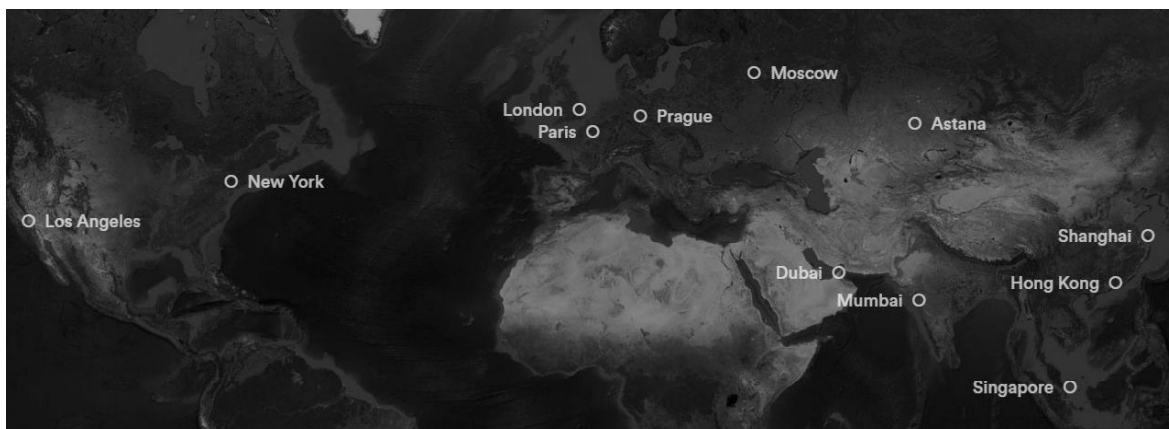 Moscow
London
Prague
Paris
Astana
New York
Los Angeles
Shanghai
Dubai
Hong Kong
Mumbai
Singapore